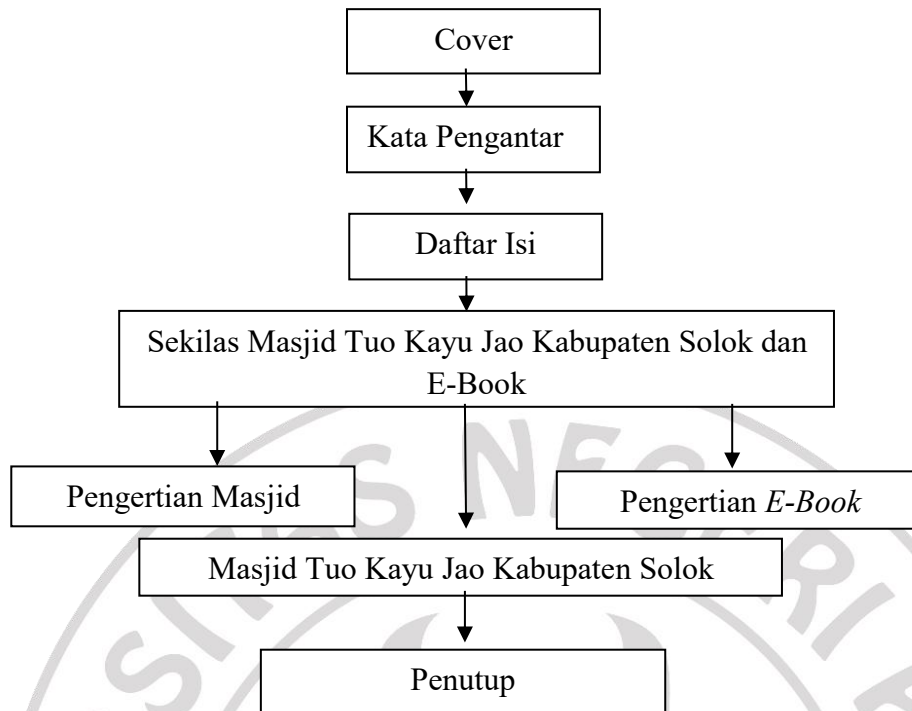 Cover
Kata Pengantar
Daftar Isi
Sekilas Masjid Tuo Kayu Jao Kabupaten Solok dan
E-Book
Pengertian Masjid
Pengertian E-Book
Masjid Tuo Kayu Jao Kabupaten Solok
Penutup